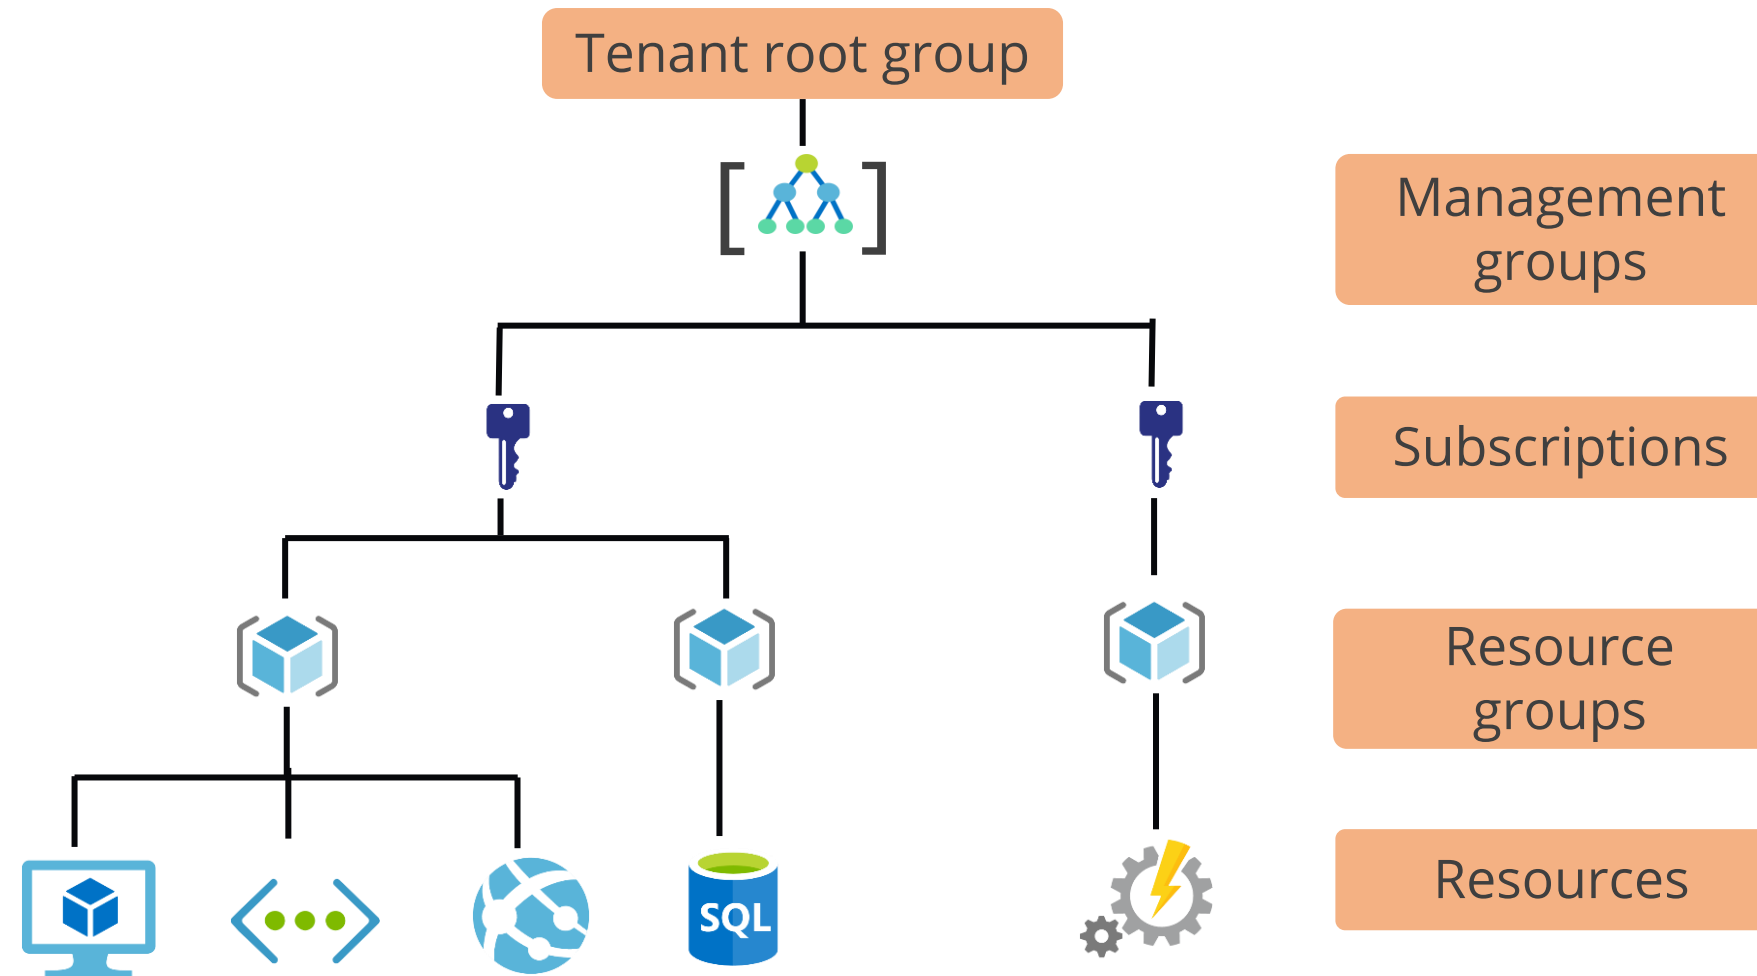 Tenant root group
Management
groups
Subscriptions
Resource
groups
SQL
Resources